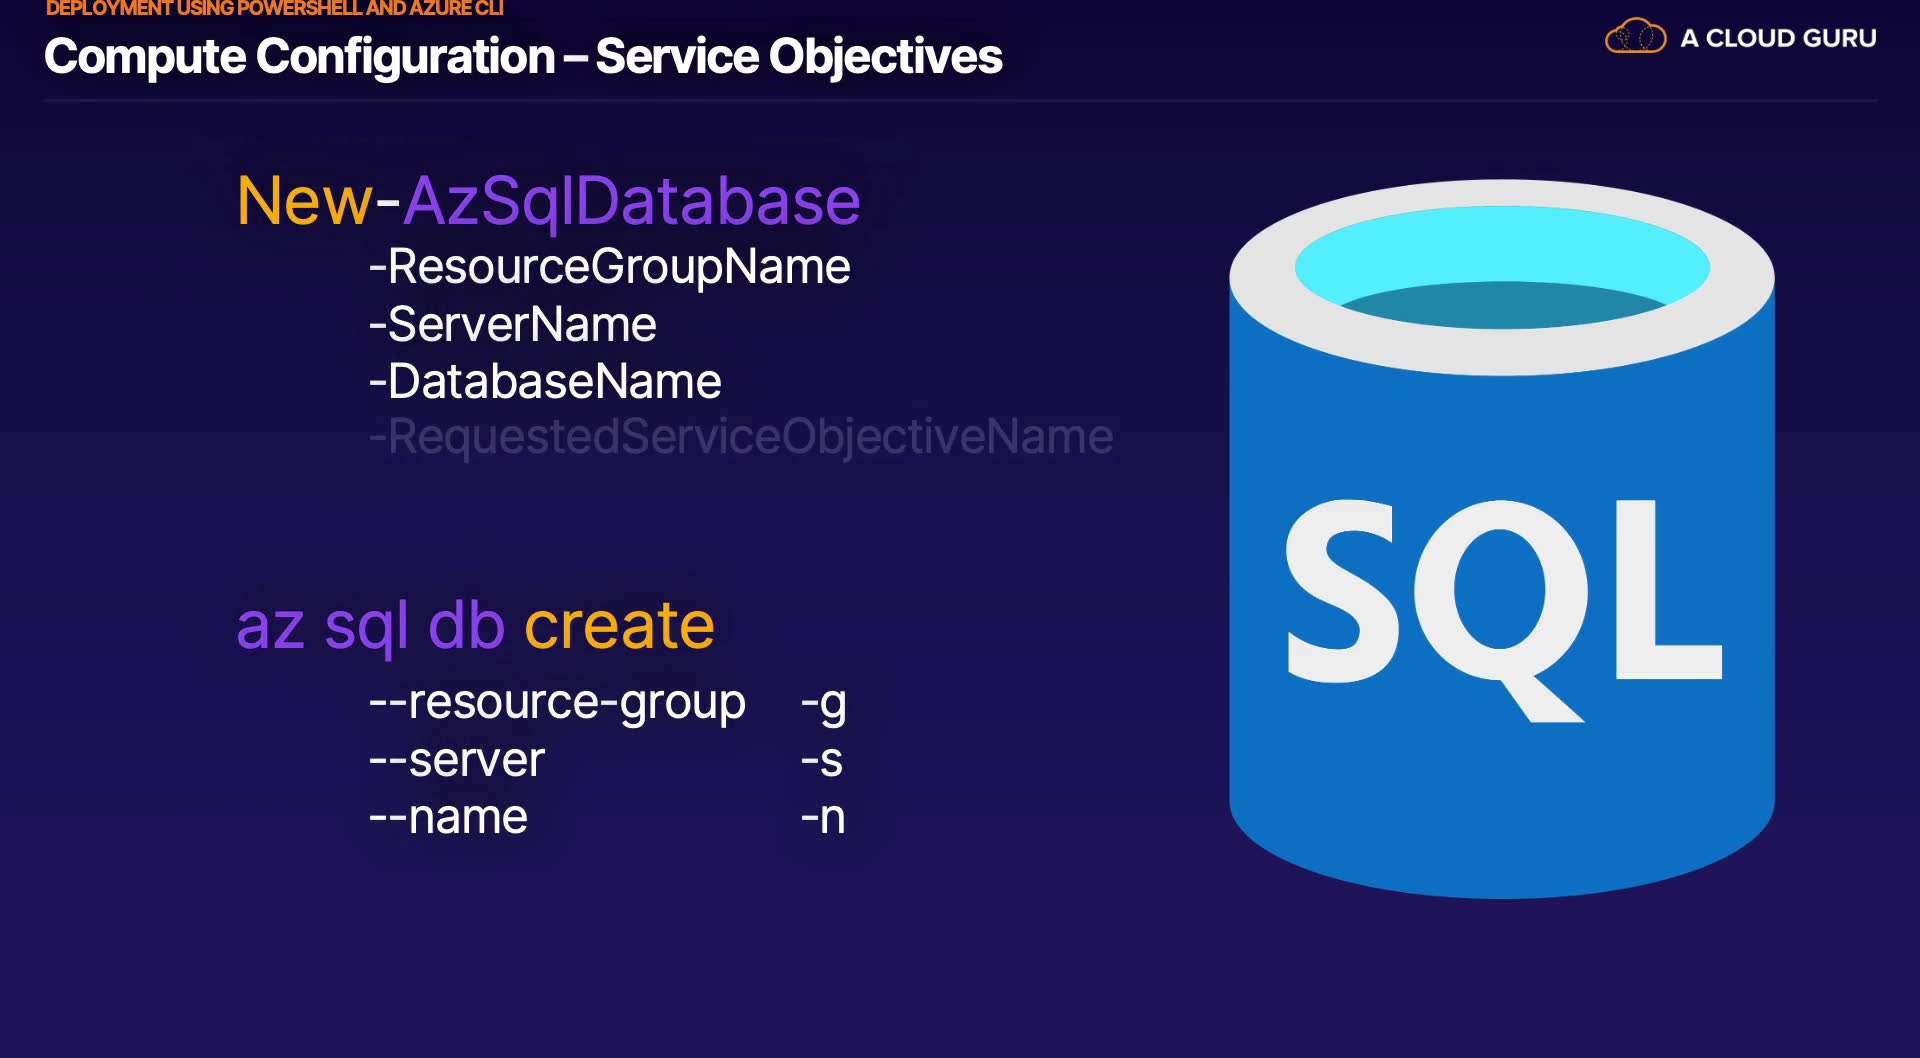 DEPLOYMENT USING POWERSHELL AND AZURE CLI
Compute Configuration – Service Objectives
A CLOUD GURU
New-AzSqlDatabase
-ResourceGroupName
-ServerName
-DatabaseName
-RequestedServiceObjectiveName
az sql db create
--resource-group -g
--server -s
--name -n
SQL